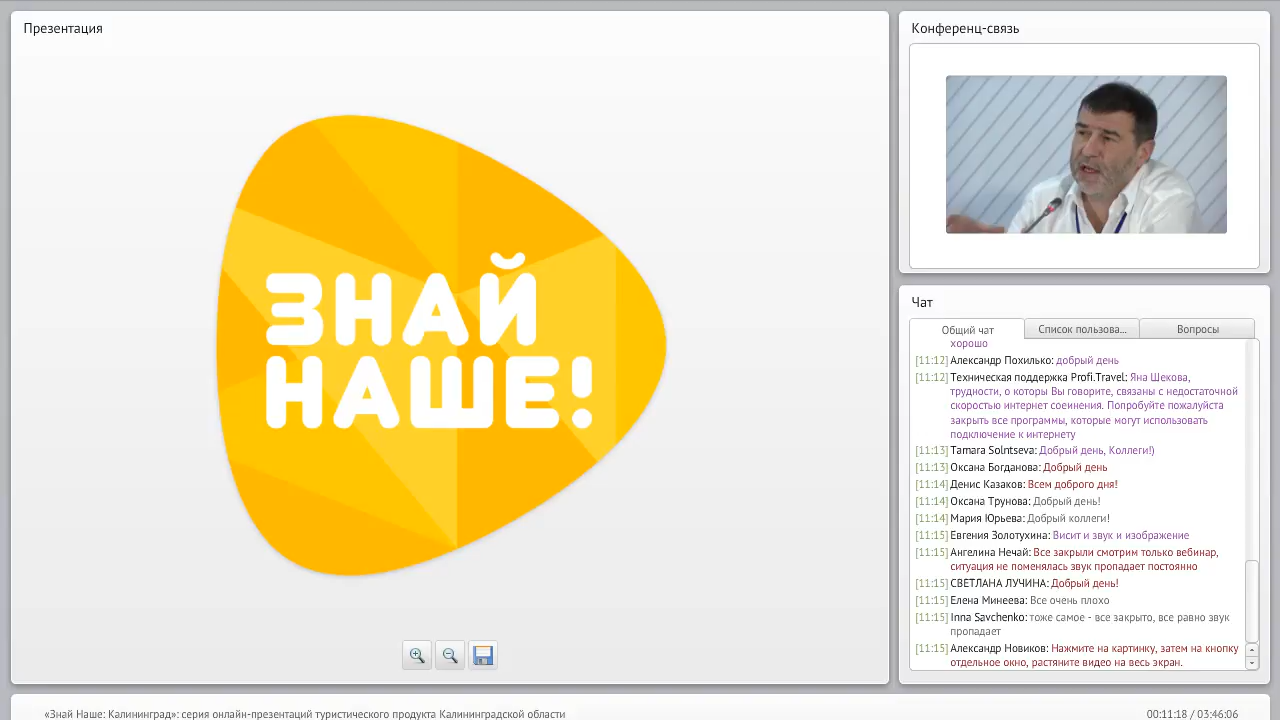 Презентация
ЗНАЙ
НАШЕ!
Конференц-связь
Чат
Общий чат
Список пользова...
Вопросы
хорошо
[11:12] Александр Похилько: добрый день
[11:12] Техническая поддержка Profi.Travel: Яна Шекова,
трудности, о которы Вы говорите, связаны с недостаточной
скоростью интернет соеинения. Попробуйте пожалуйста
закрыть все программы, которые могут использовать
подключение к интернету
[11:13] Tamara Solntseva: Добрый день, Коллеги!)
[11:13] Оксана Богданова: Добрый день
[11:14] Денис Казаков: Всем доброго дня!
[11:14] Оксана Трунова: Добрый день!
[11:14] Мария Юрьева: Добрый коллеги!
[11:15] Евгения Золотухина: Висит и звук и изображение
[11:15] Ангелина Нечай: Все закрыли смотрим только вебинар,
ситуация не поменялась звук пропадает постоянно
[11:15] СВЕТЛАНА ЛУЧИНА: Добрый день!
[11:15] Елена Минеева: Все очень плохо
[11:15] Inna Savchenko: тоже самое - все закрыто, все равно звук
пропадает
[11:15] Александр Новиков: Нажмите на картинку, затем на кнопку
отдельное окно, растяните видео на весь экран.
«Знай Наше: Калининград»: серия онлайн-презентаций туристического продукта Калининградской области
00:11:18 / 03:46:06